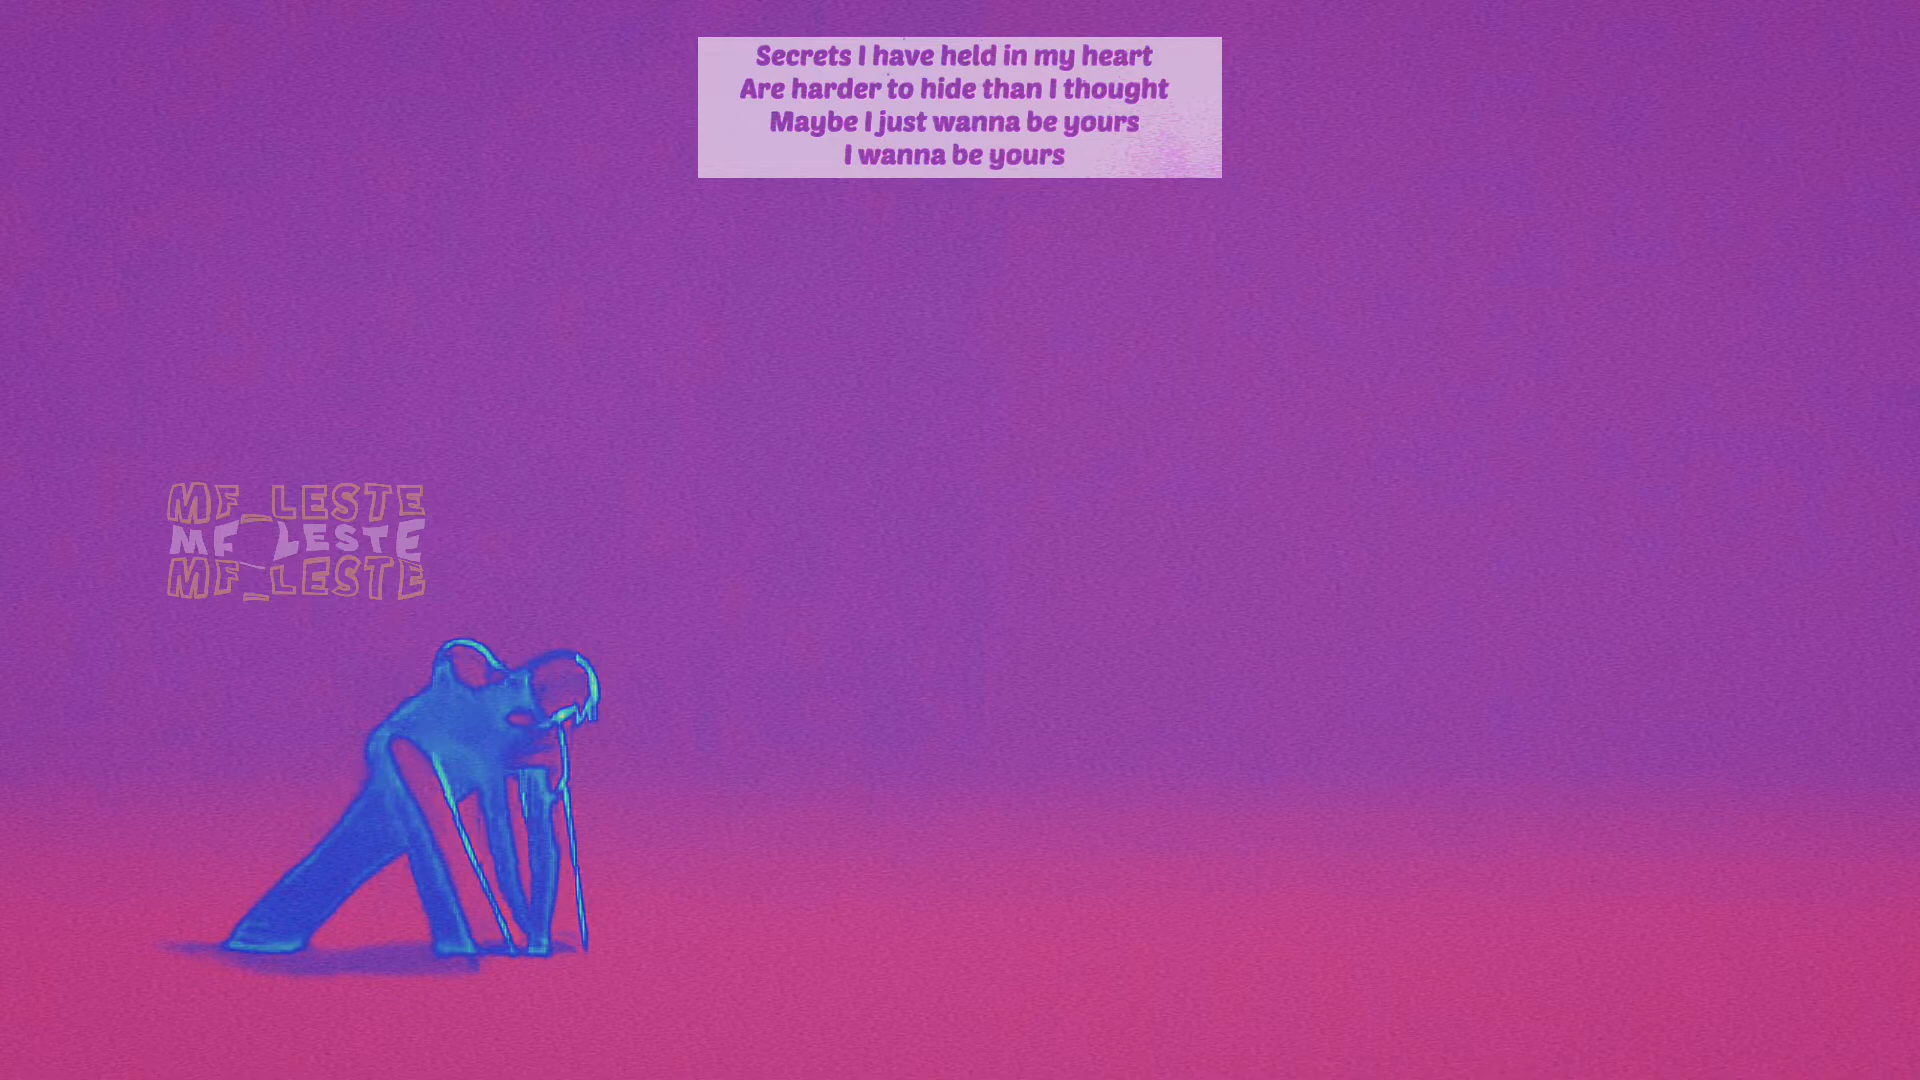 Secrets I have held in my heart
Are harder to hide than I thought
Maybe I just wanna be yours
I wanna be yours
MF_LESTE
MF_LESTE
MF_LESTE